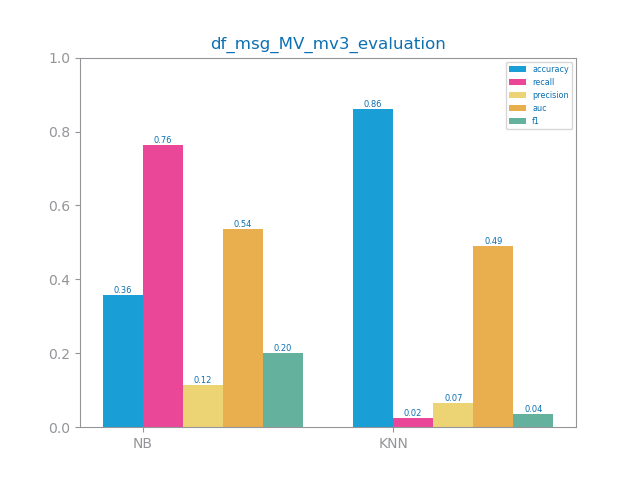 df_msg_MV_mv3_evaluation
1.0
0.8
0.6
0.4
0.2
0.0
accuracy
recall
precision
auc
f1
0.36
0.76
0.12
0.54
0.20
0.86
0.02
0.07
0.49
0.04
NB
KNN